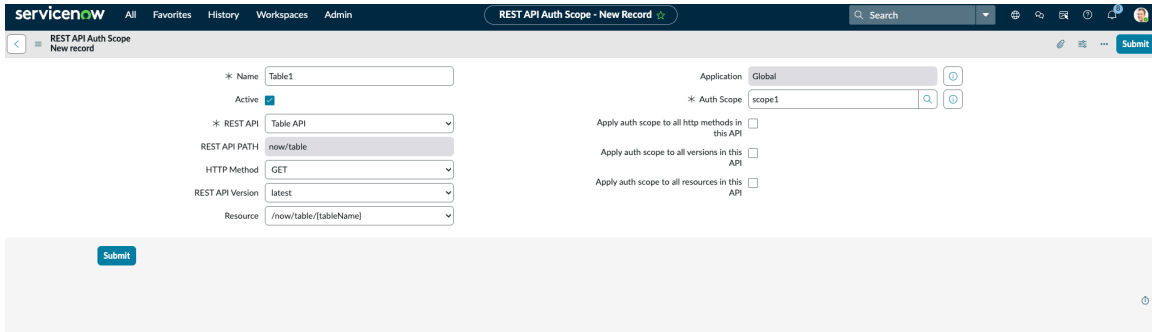 servicenow All Favorites History Workspaces Admin REST API Auth Scope - New Record Search 8
REST API Auth Scope
New record
Submit
* Name Table1
Application Global
Active
* Auth Scope scope1
* REST API Table API
Apply auth scope to all http methods in
this API
REST API PATH now/table
Apply auth scope to all versions in this
API
HTTP Method GET
Apply auth scope to all resources in this
API
REST API Version latest
Resource /now/table/{tableName}
Submit